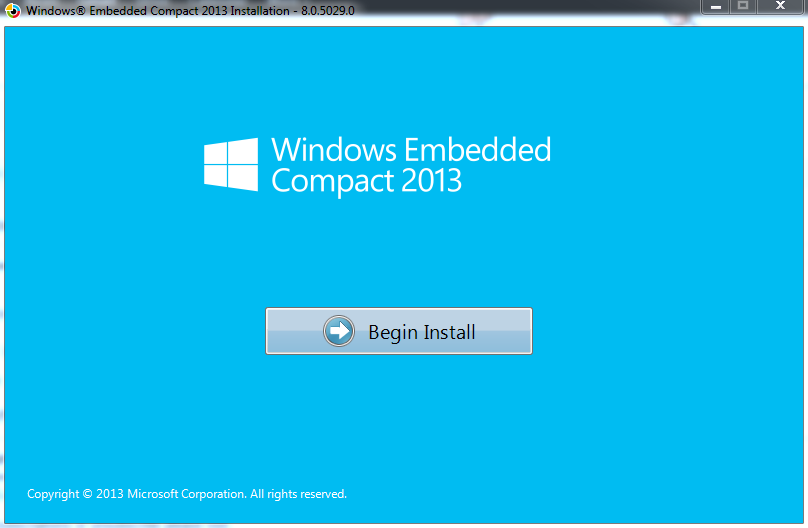 Windows® Embedded Compact 2013 Installation - 8.0.5029.0
Windows Embedded
Compact 2013
Begin Install
Copyright © 2013 Microsoft Corporation. All rights reserved.